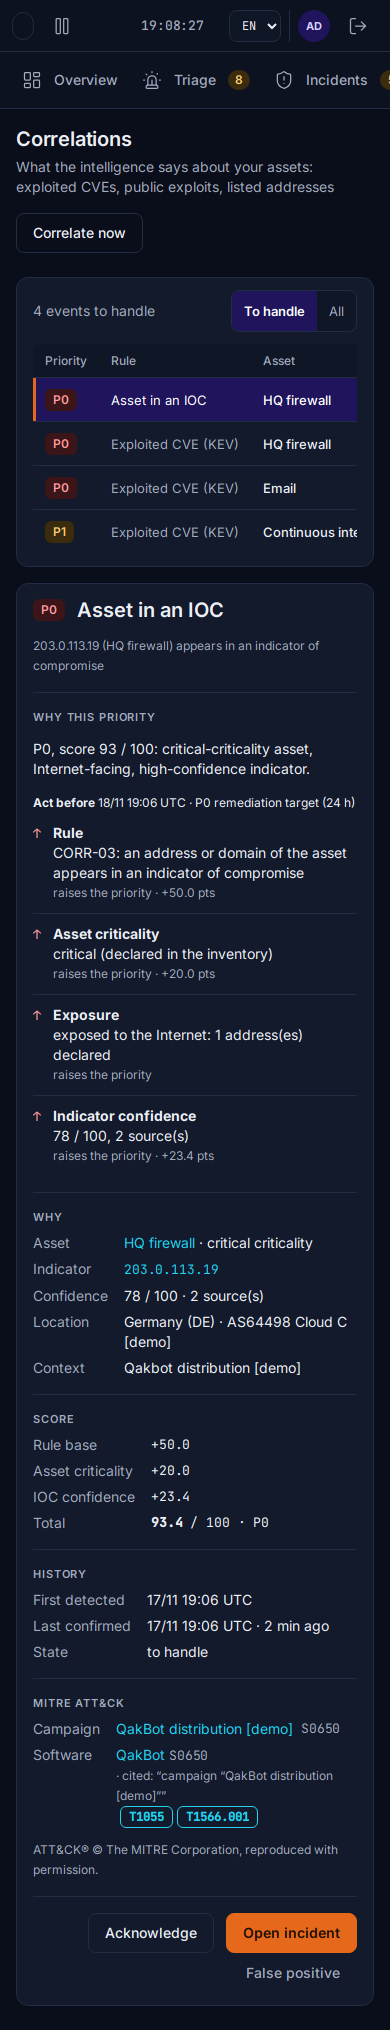 19:08:27
EN
AD
Overview
Triage
8
Incidents
Correlations
What the intelligence says about your assets:
exploited CVEs, public exploits, listed addresses
Correlate now
4 events to handle
To handle
All
Priority Rule Asset
P0 Asset in an IOC HQ firewall
P0 Exploited CVE (KEV) HQ firewall
P0 Exploited CVE (KEV) Email
P1 Exploited CVE (KEV) Continuous inte
P0 Asset in an IOC
203.0.113.19 (HQ firewall) appears in an indicator of
compromise
WHY THIS PRIORITY
P0, score 93 / 100: critical-criticality asset,
Internet-facing, high-confidence indicator.
Act before 18/11 19:06 UTC · P0 remediation target (24 h)
↑ Rule
CORR-03: an address or domain of the asset
appears in an indicator of compromise
raises the priority · +50.0 pts
↑ Asset criticality
critical (declared in the inventory)
raises the priority · +20.0 pts
↑ Exposure
exposed to the Internet: 1 address(es)
declared
raises the priority
↑ Indicator confidence
78 / 100, 2 source(s)
raises the priority · +23.4 pts
WHY
Asset HQ firewall · critical criticality
Indicator 203.0.113.19
Confidence 78 / 100 · 2 source(s)
Location Germany (DE) · AS64498 Cloud C
[demo]
Context Qakbot distribution [demo]
SCORE
Rule base +50.0
Asset criticality +20.0
IOC confidence +23.4
Total 93.4 / 100 · P0
HISTORY
First detected 17/11 19:06 UTC
Last confirmed 17/11 19:06 UTC · 2 min ago
State to handle
MITRE ATT&CK
Campaign QakBot distribution [demo] S0650
Software QakBot S0650
· cited: “campaign “QakBot distribution
[demo]””
T1055 T1566.001
ATT&CK® © The MITRE Corporation, reproduced with
permission.
Acknowledge
Open incident
False positive